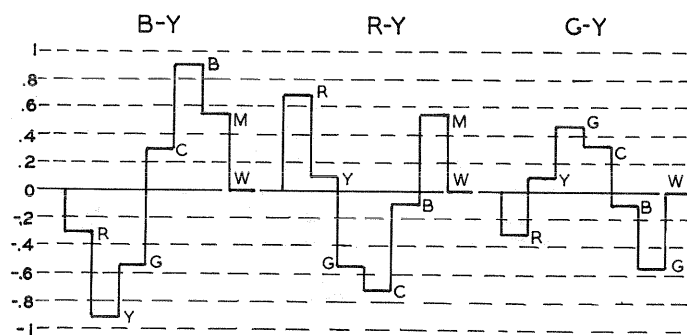 B-Y R-Y G-Y
1
.8 B
.6 R M M
.4 G
C C
.2
Y Y W
0 W W
B B
-.2
R R
-.4
G G G
-.6
C
-.8
Y
-1